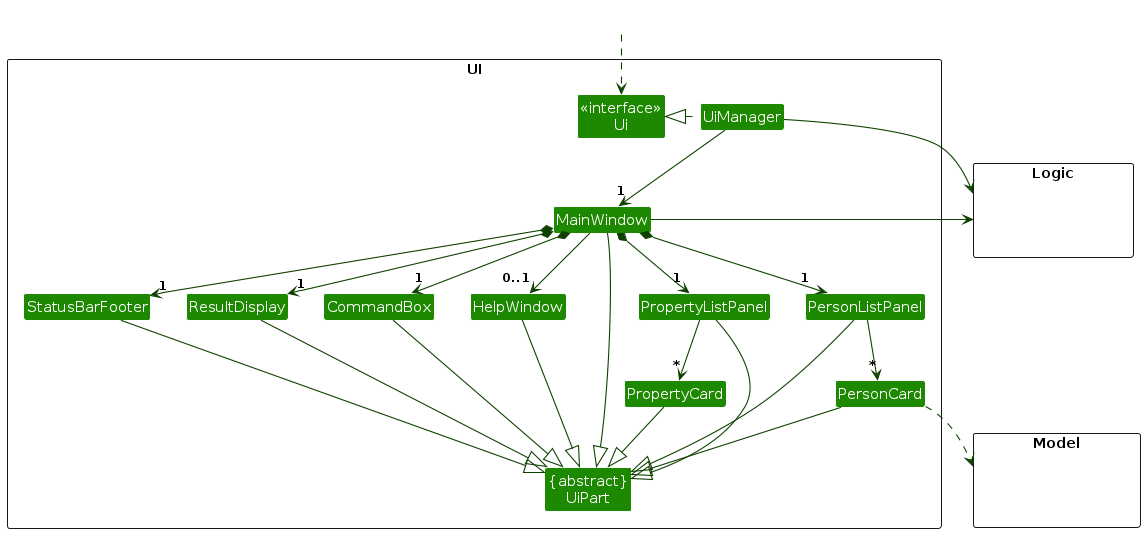 UI
«interface»
Ui
UiManager
Logic
1
MainWindow
1
1
1
0..1
1
1
StatusBarFooter
ResultDisplay
CommandBox
HelpWindow
PropertyListPanel
PersonListPanel
*
*
PropertyCard
PersonCard
Model
{abstract}
UiPart